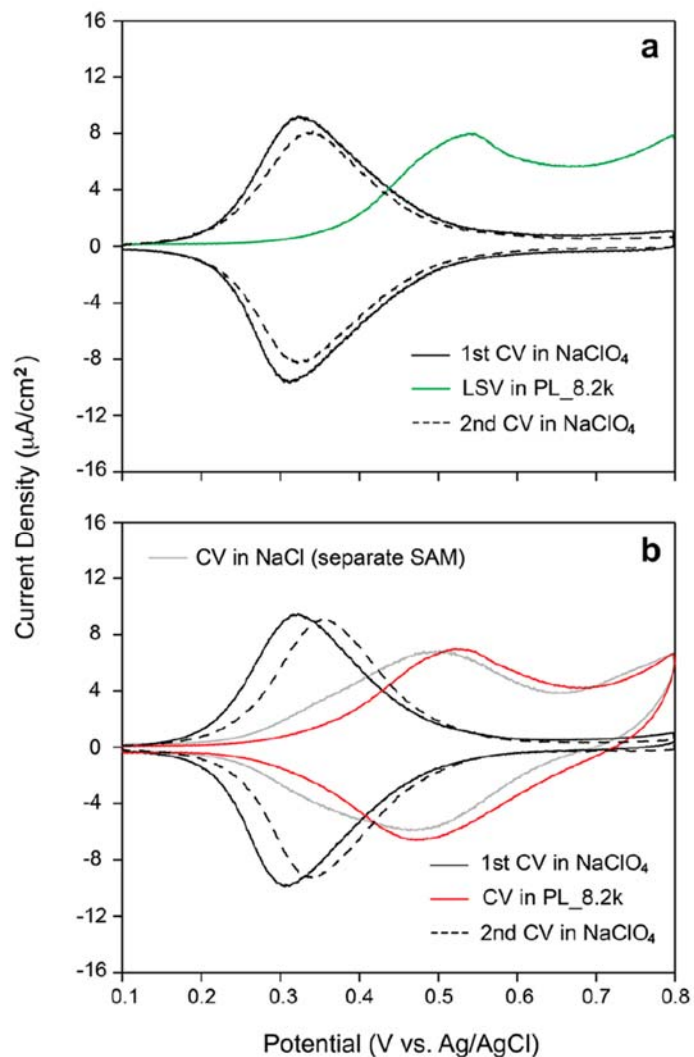 a
16
12
8
4
0
-4
-8
-12
-16
1st CV in NaClO₄
LSV in PL_8.2k
2nd CV in NaClO₄
Current Density (μA/cm²)
b
CV in NaCl (separate SAM)
16
12
8
4
0
-4
-8
-12
-16
1st CV in NaClO₄
CV in PL_8.2k
2nd CV in NaClO₄
0.1 0.2 0.3 0.4 0.5 0.6 0.7 0.8
Potential (V vs. Ag/AgCl)